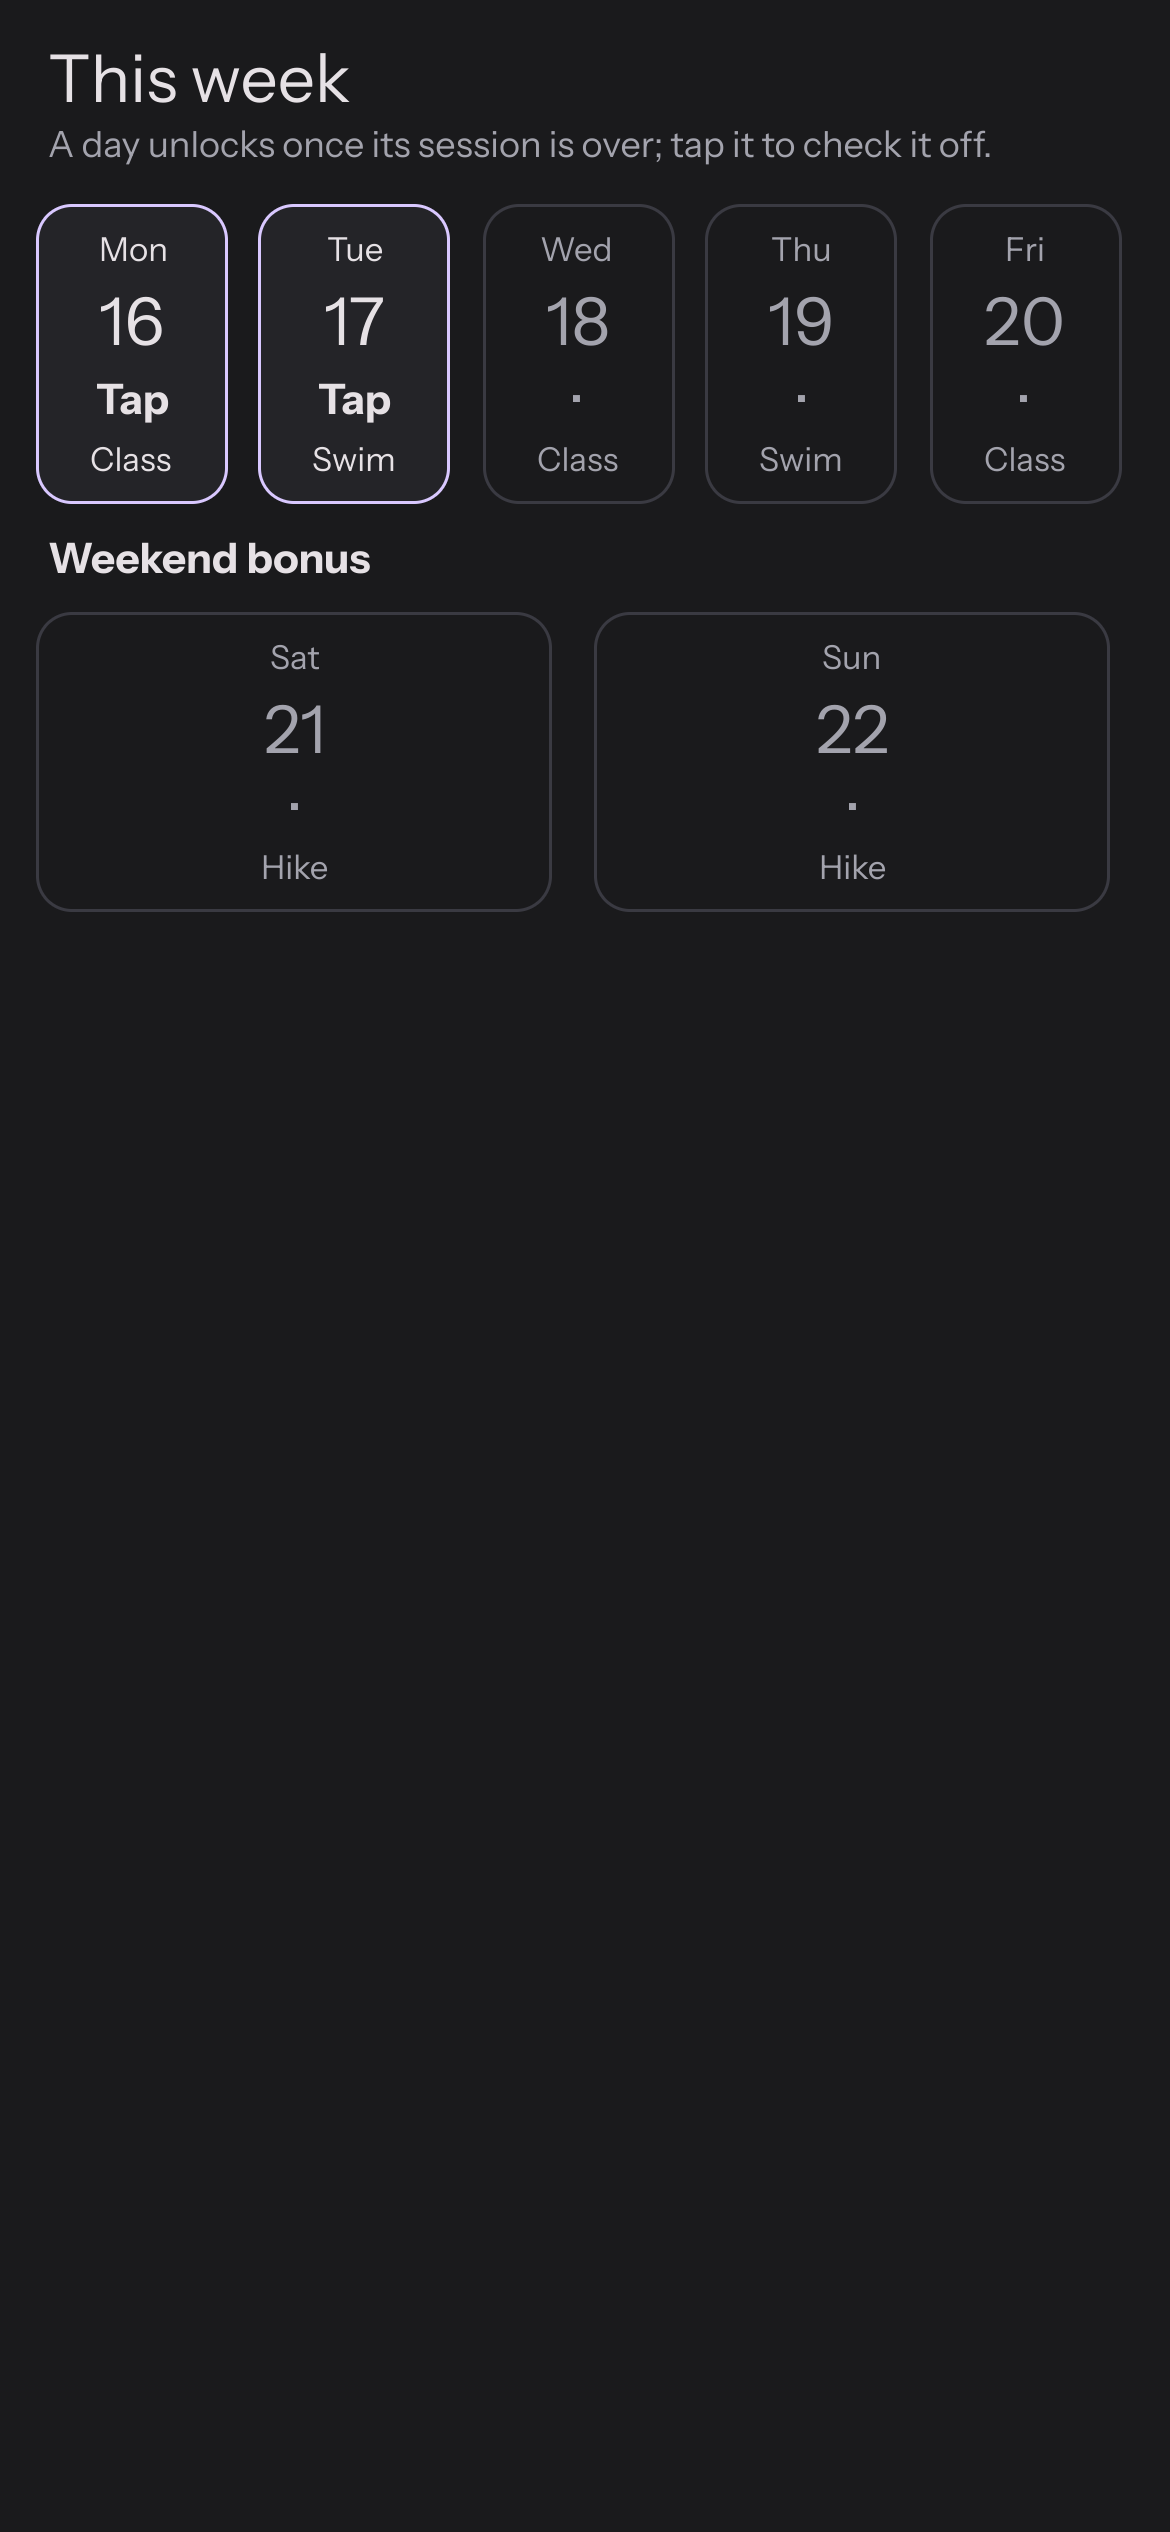 This week
A day unlocks once its session is over; tap it to check it off.
Mon Tue Wed Thu Fri
16 17 18 19 20
Tap Tap · · ·
Class Swim Class Swim Class
Weekend bonus
Sat Sun
21 22
· ·
Hike Hike